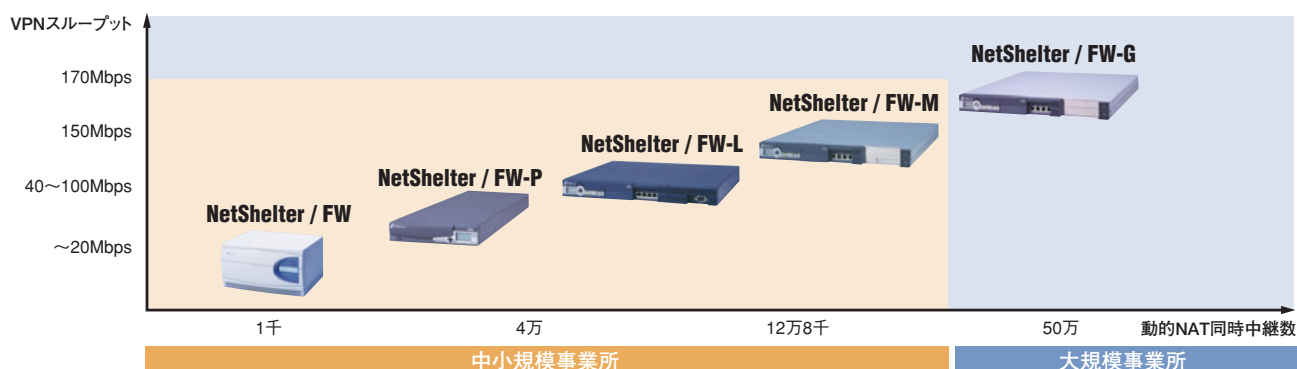 VPNスループット
170Mbps
150Mbps
40～100Mbps
～20Mbps
NetShelter / FW-G
NetShelter / FW-M
NetShelter / FW-L
NetShelter / FW-P
NetShelter / FW
1千
4万
12万8千
50万
動的NAT同時中継数
中小規模事業所
大規模事業所